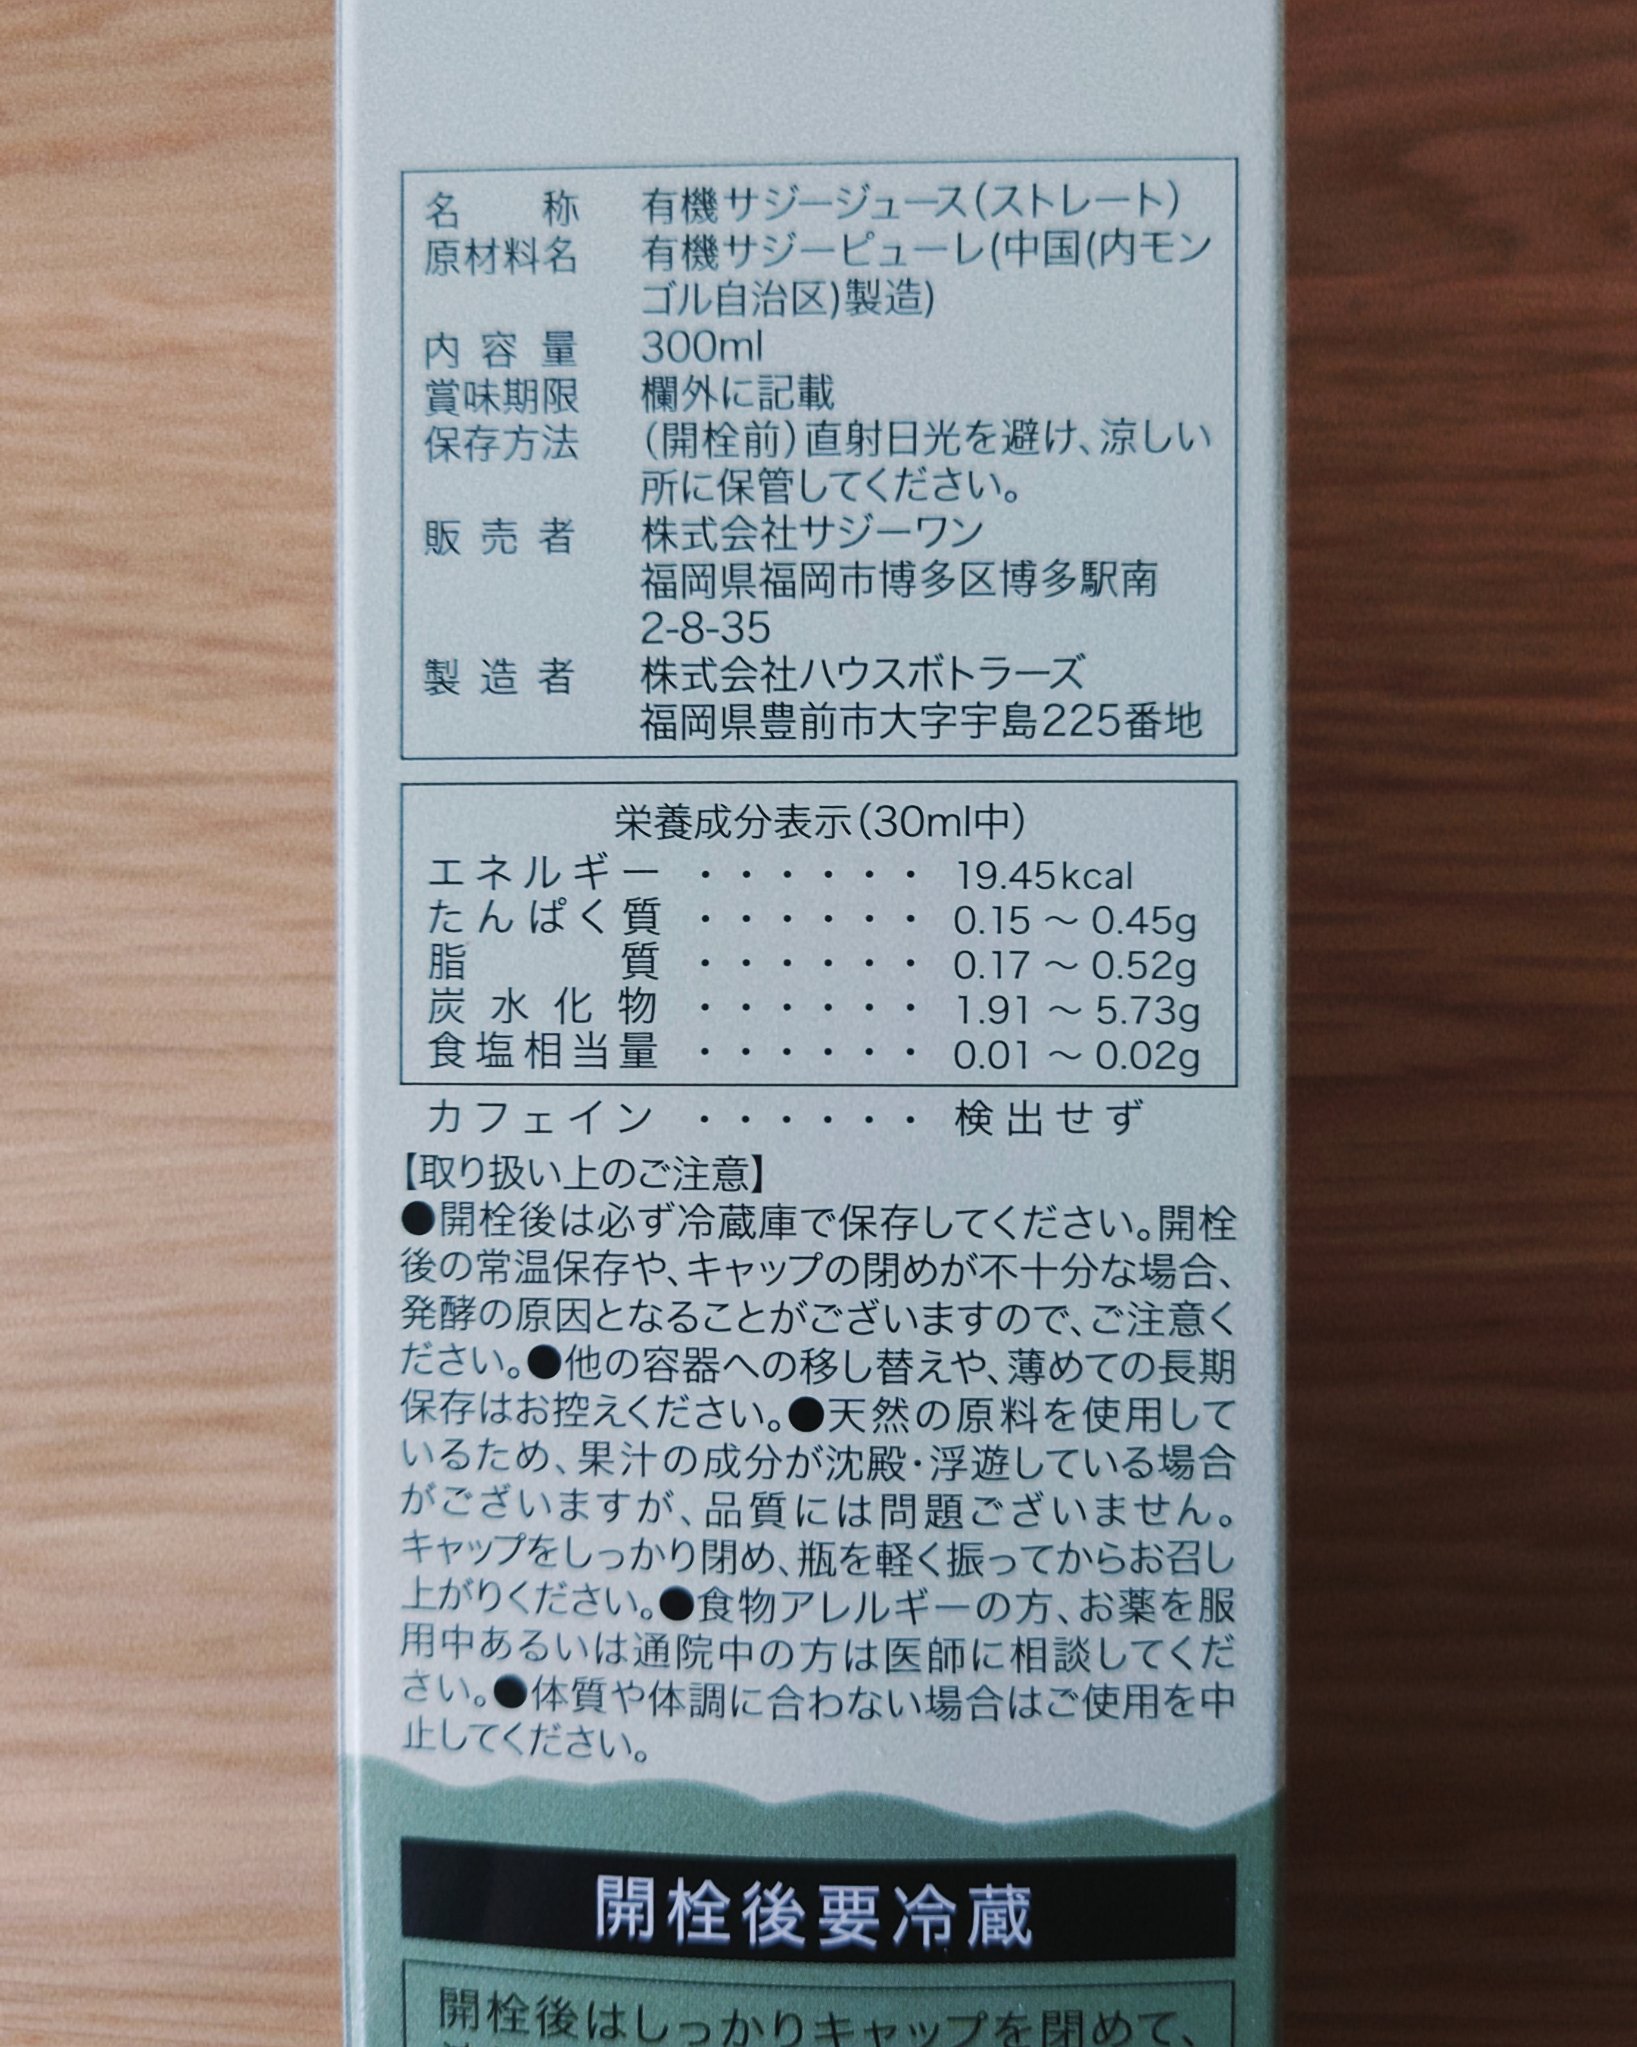 名称 有機サジージュース(ストレート)
原材料名 有機サジーピューレ(中国(内モン
ゴル自治区)製造)
内容量 300ml
賞味期限 欄外に記載
保存方法 (開栓前)直射日光を避け、涼しい
所に保管してください。
販売者 株式会社サジーワン
福岡県福岡市博多区博多駅南
2-8-35
製造者 株式会社ハウスボトラーズ
福岡県豊前市大字宇島225番地
栄養成分表示(30ml中)
エネルギー ・・・・・・ 19.45kcal
たんぱく質 ・・・・・・ 0.15 〜 0.45g
脂質 ・・・・・・ 0.17 〜 0.52g
炭水化物 ・・・・・・ 1.91 〜 5.73g
食塩相当量 ・・・・・・ 0.01 〜 0.02g
カフェイン ・・・・・・ 検出せず
【取り扱い上のご注意】
●開栓後は必ず冷蔵庫で保存してください。開栓
後の常温保存や、キャップの閉めが不十分な場合、
発酵の原因となることがございますので、ご注意く
ださい。●他の容器への移し替えや、薄めての長期
保存はお控えください。●天然の原料を使用して
いるため、果汁の成分が沈殿・浮遊している場合
がございますが、品質には問題ございません。
キャップをしっかり閉め、瓶を軽く振ってからお召し
上がりください。●食物アレルギーの方、お薬を服
用中あるいは通院中の方は医師に相談してくだ
さい。●体質や体調に合わない場合はご使用を中
止してください。
開栓後要冷蔵
開栓後はしっかりキャップを閉めて、